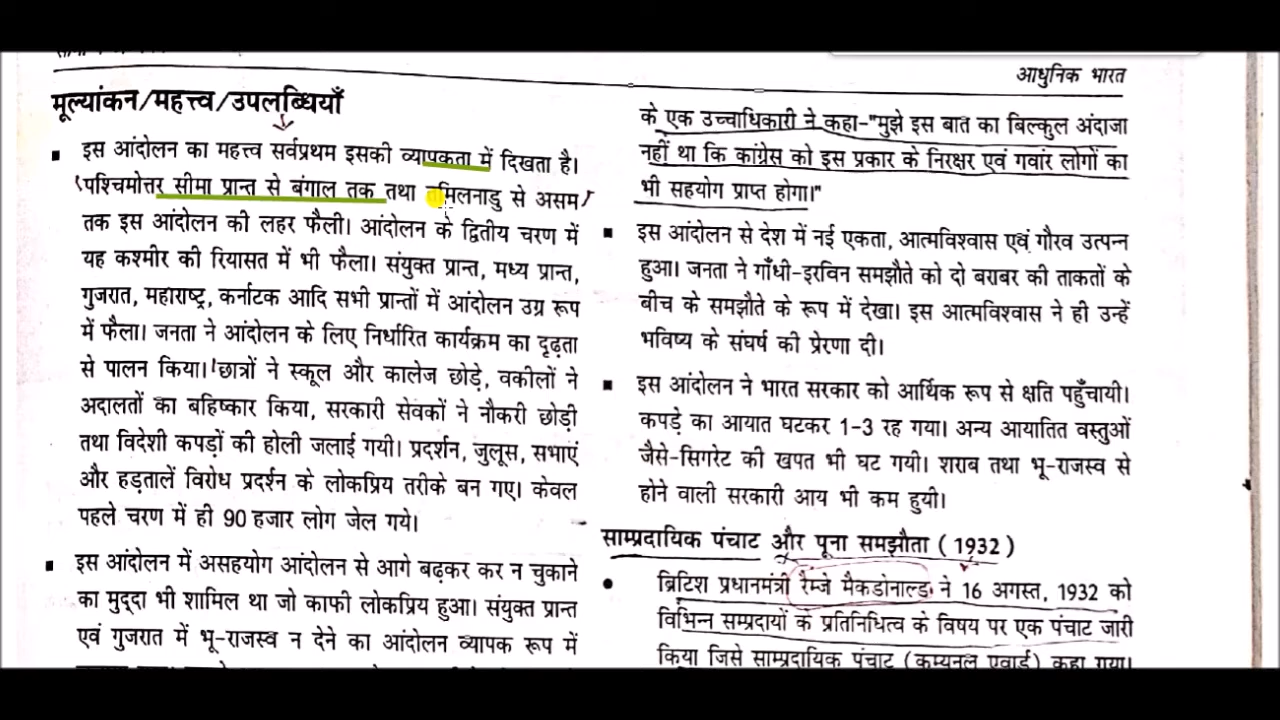 आधुनिक भारत
मूल्यांकन/महत्त्व/उपलब्धियाँ
▪ इस आंदोलन का महत्त्व सर्वप्रथम इसकी व्यापकता में दिखता है।
पश्चिमोत्तर सीमा प्रान्त से बंगाल तक तथा तमिलनाडु से असम
तक इस आंदोलन की लहर फैली। आंदोलन के द्वितीय चरण में
यह कश्मीर की रियासत में भी फैला। संयुक्त प्रान्त, मध्य प्रान्त,
गुजरात, महाराष्ट्र, कर्नाटक आदि सभी प्रान्तों में आंदोलन उग्र रूप
में फैला। जनता ने आंदोलन के लिए निर्धारित कार्यक्रम का दृढ़ता
से पालन किया। छात्रों ने स्कूल और कालेज छोड़े, वकीलों ने
अदालतों का बहिष्कार किया, सरकारी सेवकों ने नौकरी छोड़ी
तथा विदेशी कपड़ों की होली जलाई गयी। प्रदर्शन, जुलूस, सभाएं
और हड़तालें विरोध प्रदर्शन के लोकप्रिय तरीके बन गए। केवल
पहले चरण में ही 90 हजार लोग जेल गये।
▪ इस आंदोलन में असहयोग आंदोलन से आगे बढ़कर कर न चुकाने
का मुद्दा भी शामिल था जो काफी लोकप्रिय हुआ। संयुक्त प्रान्त
एवं गुजरात में भू-राजस्व न देने का आंदोलन व्यापक रूप में
के एक उच्चाधिकारी ने कहा-"मुझे इस बात का बिल्कुल अंदाजा
नहीं था कि कांग्रेस को इस प्रकार के निरक्षर एवं गवांर लोगों का
भी सहयोग प्राप्त होगा।"
▪ इस आंदोलन से देश में नई एकता, आत्मविश्वास एवं गौरव उत्पन्न
हुआ। जनता ने गाँधी-इरविन समझौते को दो बराबर की ताकतों के
बीच के समझौते के रूप में देखा। इस आत्मविश्वास ने ही उन्हें
भविष्य के संघर्ष की प्रेरणा दी।
▪ इस आंदोलन ने भारत सरकार को आर्थिक रूप से क्षति पहुँचायी।
कपड़े का आयात घटकर 1-3 रह गया। अन्य आयातित वस्तुओं
जैसे-सिगरेट की खपत भी घट गयी। शराब तथा भू-राजस्व से
होने वाली सरकारी आय भी कम हुयी।
साम्प्रदायिक पंचाट और पूना समझौता (1932)
• ब्रिटिश प्रधानमंत्री रैम्जे मैकडोनाल्ड ने 16 अगस्त, 1932 को
विभिन्न सम्प्रदायों के प्रतिनिधित्व के विषय पर एक पंचाट जारी
किया जिसे साम्प्रदायिक पंचाट (कम्युनल एवार्ड) कहा गया।